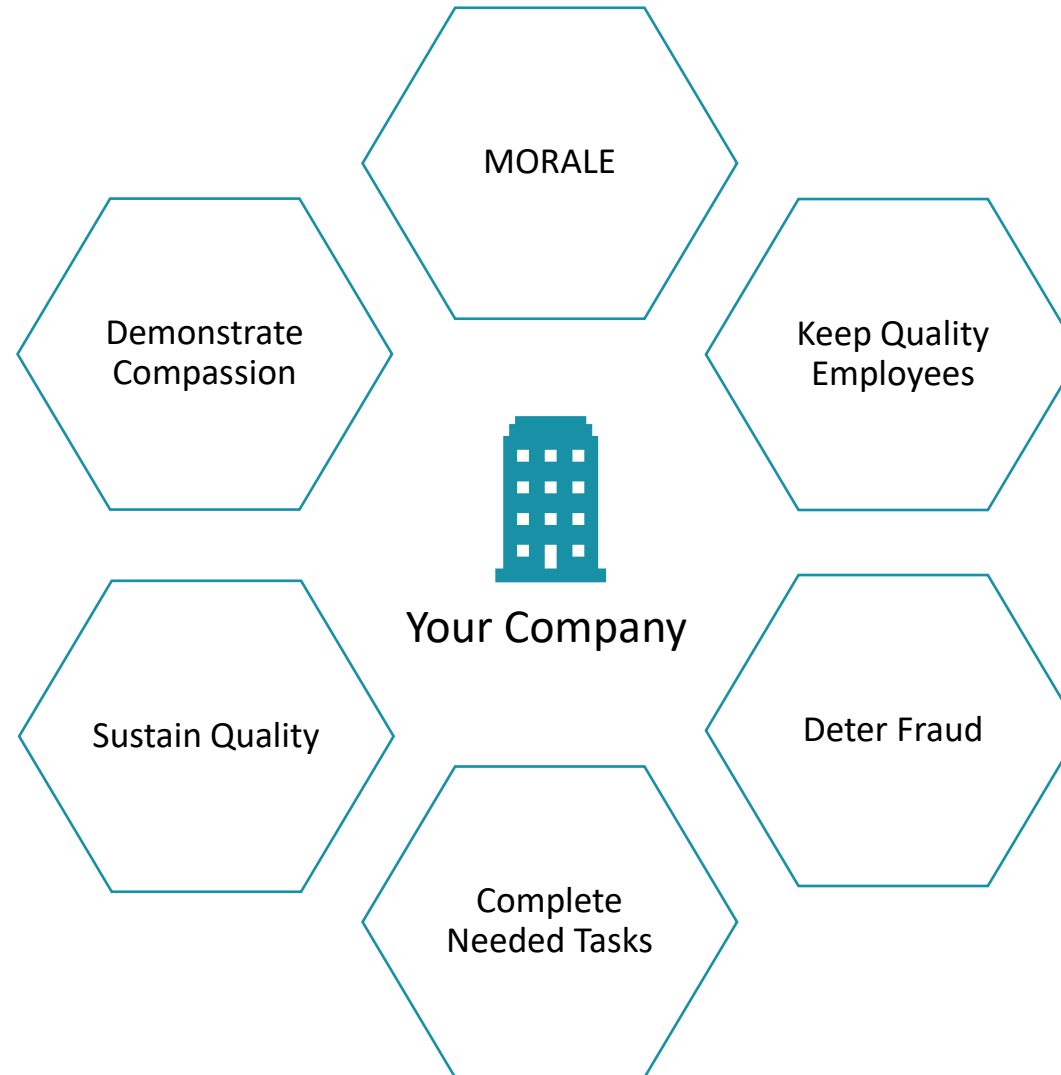 MORALE
Demonstrate
Compassion
Keep Quality
Employees
Your Company
Sustain Quality
Deter Fraud
Complete
Needed Tasks